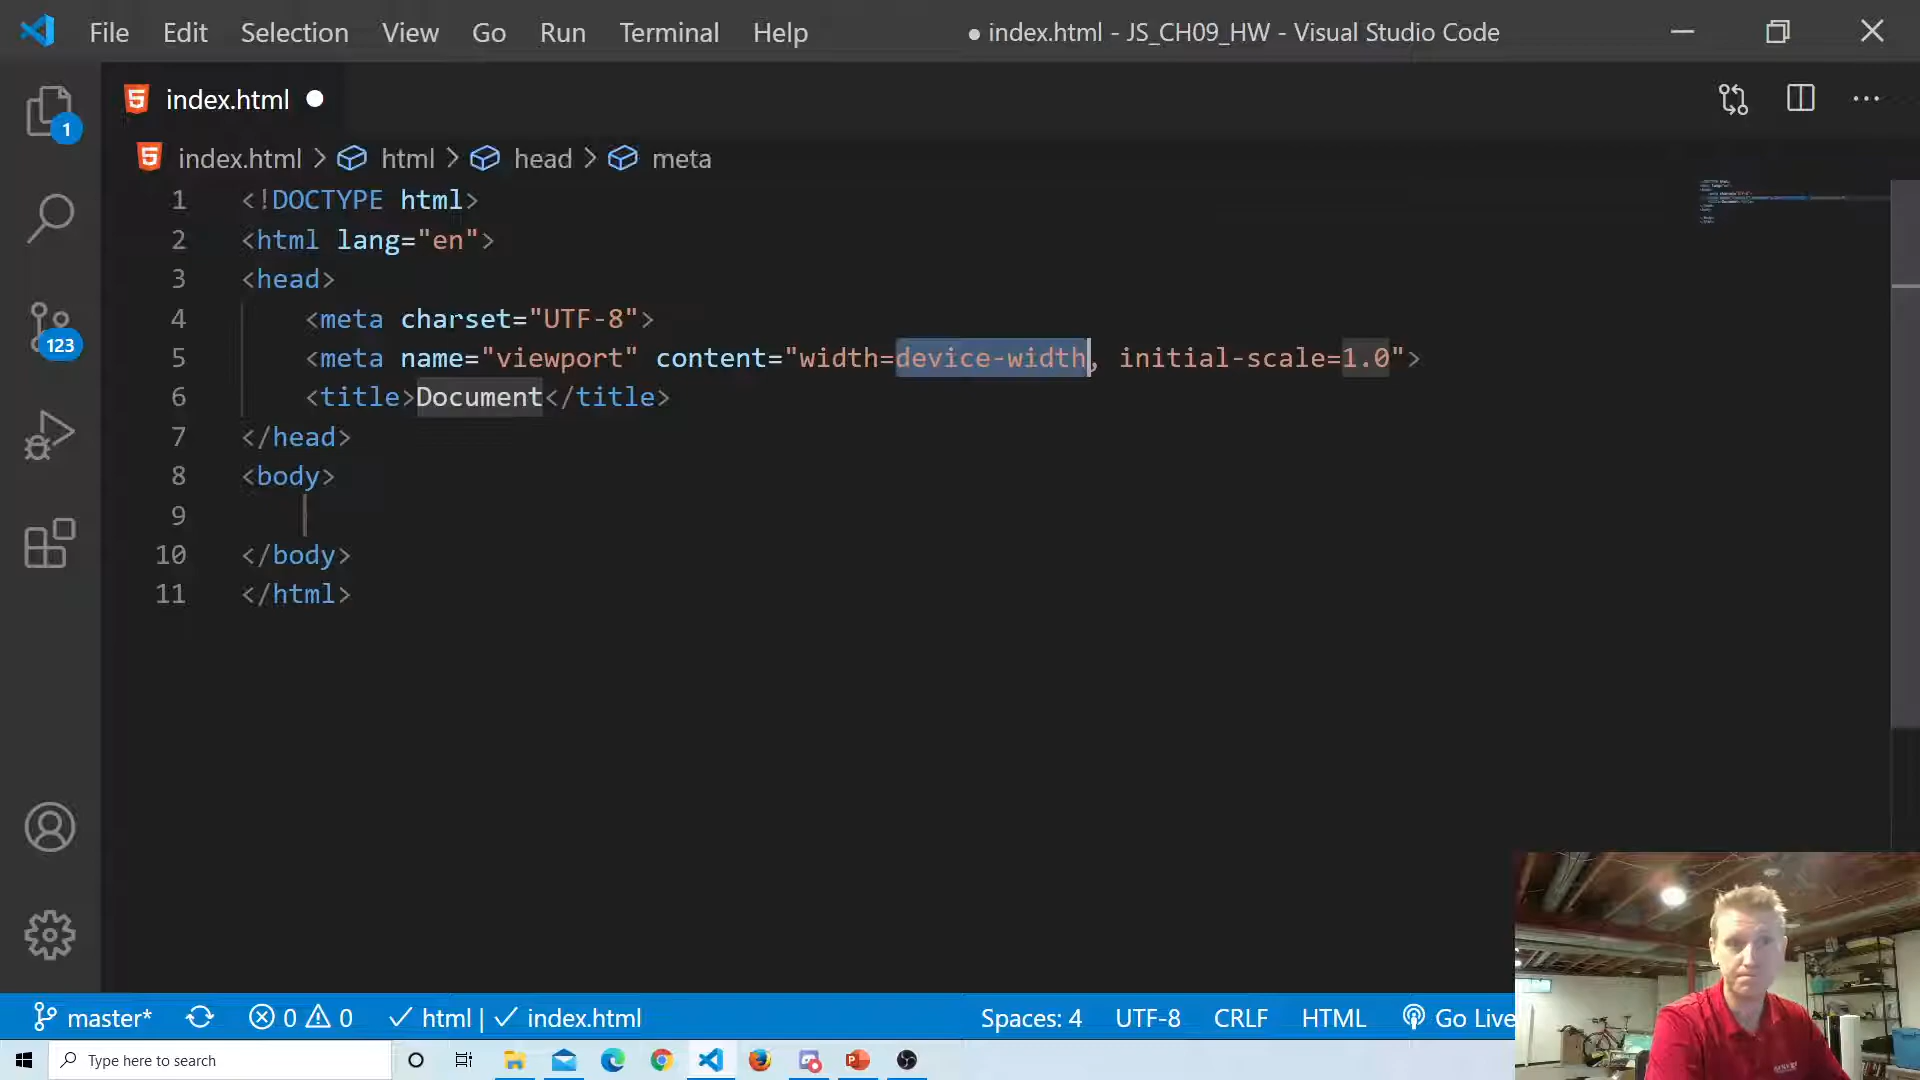 File Edit Selection View Go Run Terminal Help ● index.html - JS_CH09_HW - Visual Studio Code
index.html ●
1
index.html > html > head > meta
1 <!DOCTYPE html>
2 <html lang="en">
3 <head>
4 <meta charset="UTF-8">
5 <meta name="viewport" content="width=device-width, initial-scale=1.0">
6 <title>Document</title>
7 </head>
8 <body>
9
10 </body>
11 </html>
123
master* 0 0 html | index.html Spaces: 4 UTF-8 CRLF HTML Go Live
Type here to search